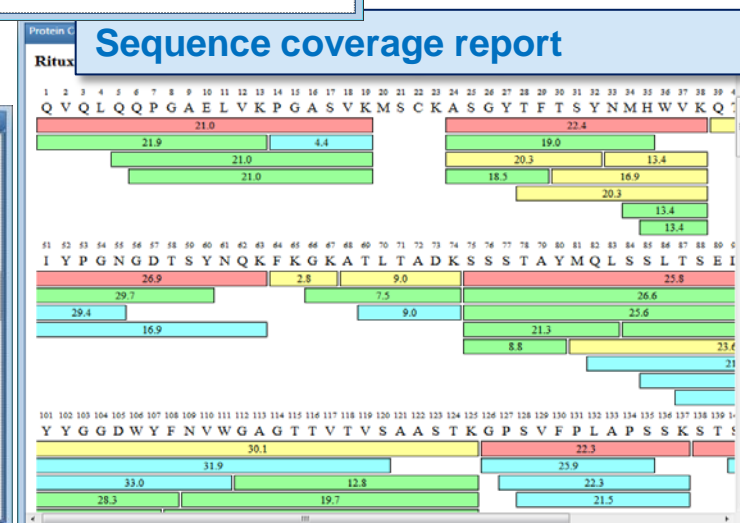 Sequence coverage report
Protein C
Ritux
1 2 3 4 5 6 7 8 9 10 11 12 13 14 15 16 17 18 19 20 21 22 23 24 25 26 27 28 29 30 31 32 33 34 35 36 37 38 39 4
Q V Q L Q Q P G A E L V K P G A S V K M S C K A S G Y T F T S Y N M H W V K Q T
21.0 22.4
21.9 4.4 19.0
21.0 20.3 13.4
21.0 18.5 16.9
20.3
13.4
13.4
51 52 53 54 55 56 57 58 59 60 61 62 63 64 65 66 67 68 69 70 71 72 73 74 75 76 77 78 79 80 81 82 83 84 85 86 87 88 89 9
I Y P G N G D T S Y N Q K F K G K A T L T A D K S S S T A Y M Q L S S L T S E
26.9 2.8 9.0 25.8
29.7 7.5 26.6
29.4 9.0 25.6
16.9 21.3
8.8 23.6
21
101 102 103 104 105 106 107 108 109 110 111 112 113 114 115 116 117 118 119 120 121 122 123 124 125 126 127 128 129 130 131 132 133 134 135 136 137 138 139 14
Y Y G G D W Y F N V W G A G T T V T V S A A S T K G P S V F P L A P S S K S T S
30.1 22.3
31.9 25.9
33.0 12.8 22.3
28.3 19.7 21.5